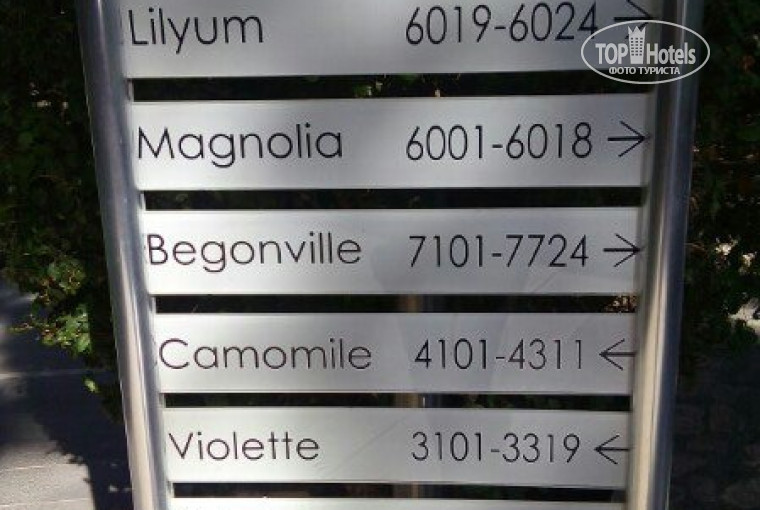 Lilyum 6019-6024 →
TOP Hotels
ФОТО ТУРИСТА
Magnolia 6001-6018 →
Begonville 7101-7724 →
Camomile 4101-4311 ←
Violette 3101-3319 ←